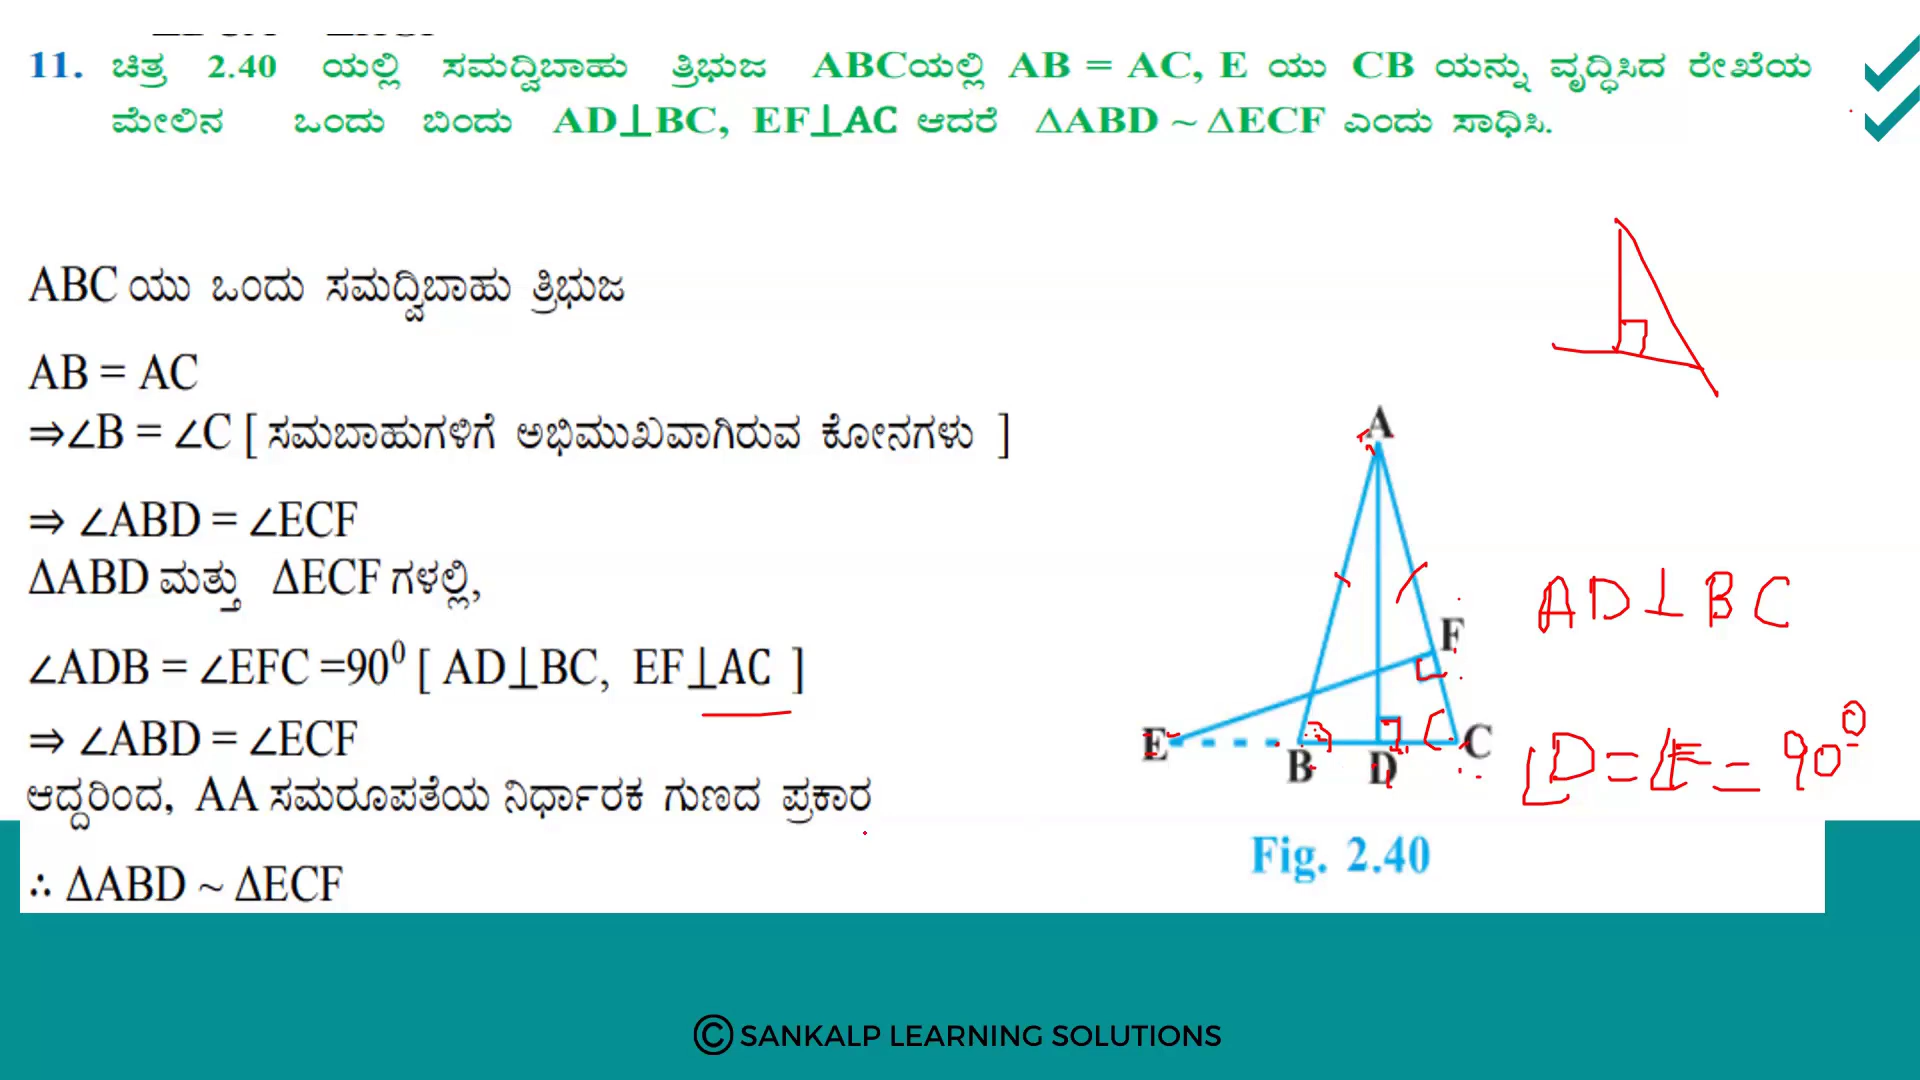 11. ಚಿತ್ರ 2.40 ಯಲ್ಲಿ ಸಮದ್ವಿಬಾಹು ತ್ರಿಭುಜ ABCಯಲ್ಲಿ AB = AC, E ಯು CB ಯನ್ನು ವೃದ್ಧಿಸಿದ ರೇಖೆಯ
ಮೇಲಿನ ಒಂದು ಬಿಂದು AD⊥BC, EF⊥AC ಆದರೆ ΔABD ~ ΔECF ಎಂದು ಸಾಧಿಸಿ.
ABC ಯು ಒಂದು ಸಮದ್ವಿಬಾಹು ತ್ರಿಭುಜ
AB = AC
⇒∠B = ∠C [ ಸಮಬಾಹುಗಳಿಗೆ ಅಭಿಮುಖವಾಗಿರುವ ಕೋನಗಳು ]
⇒ ∠ABD = ∠ECF
ΔABD ಮತ್ತು ΔECF ಗಳಲ್ಲಿ,
∠ADB = ∠EFC =90⁰ [ AD⊥BC, EF⊥AC ]
⇒ ∠ABD = ∠ECF
ಆದ್ದರಿಂದ, AA ಸಮರೂಪತೆಯ ನಿರ್ಧಾರಕ ಗುಣದ ಪ್ರಕಾರ
∴ ΔABD ~ ΔECF
A
F
E
B
D
C
Fig. 2.40
AD⊥BC
∠D = ∠F = 90⁰
© SANKALP LEARNING SOLUTIONS